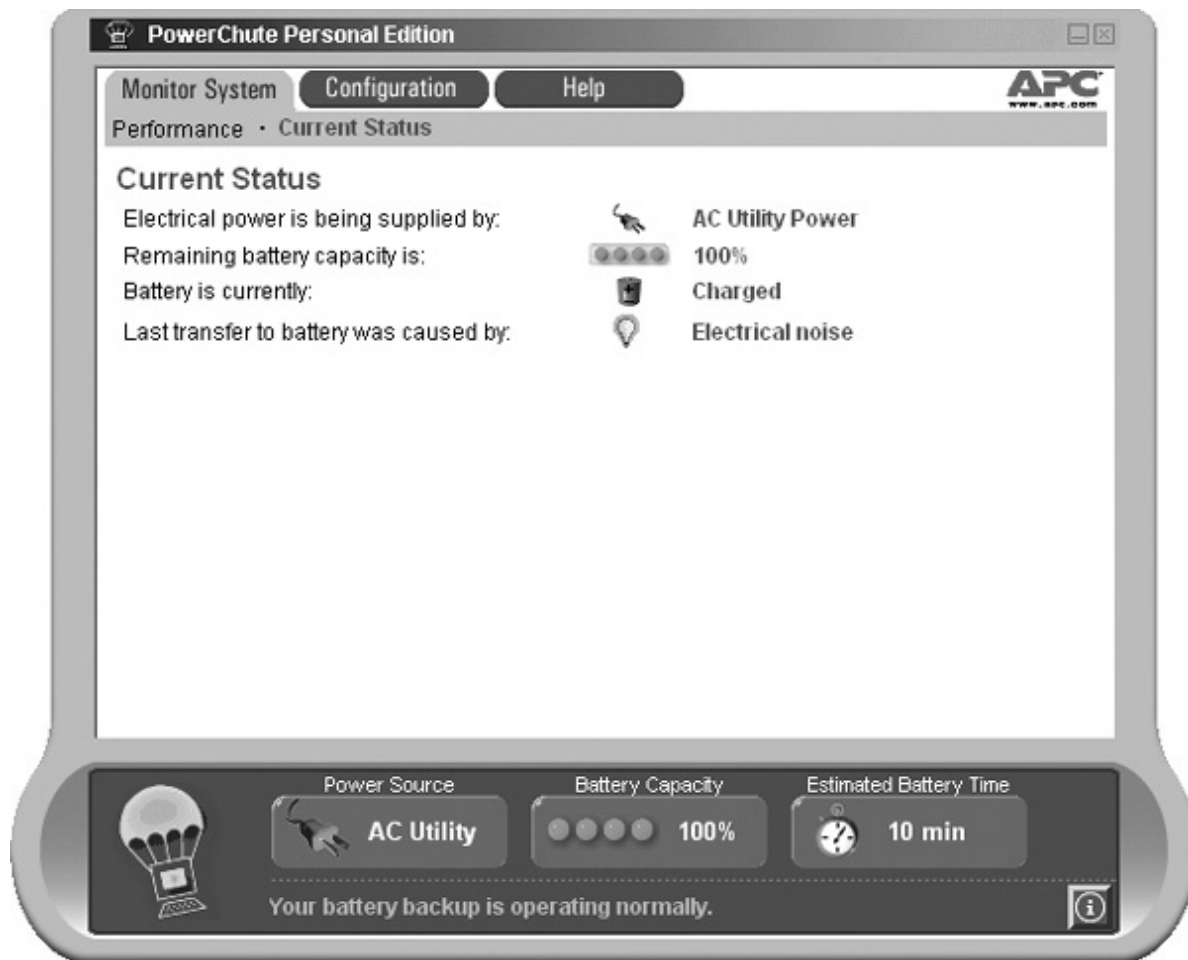 PowerChute Personal Edition
Monitor System Configuration Help
APC
www.apc.com
Performance · Current Status
Current Status
Electrical power is being supplied by: AC Utility Power
Remaining battery capacity is: 100%
Battery is currently: Charged
Last transfer to battery was caused by: Electrical noise
Power Source Battery Capacity Estimated Battery Time
AC Utility 100% 10 min
Your battery backup is operating normally.